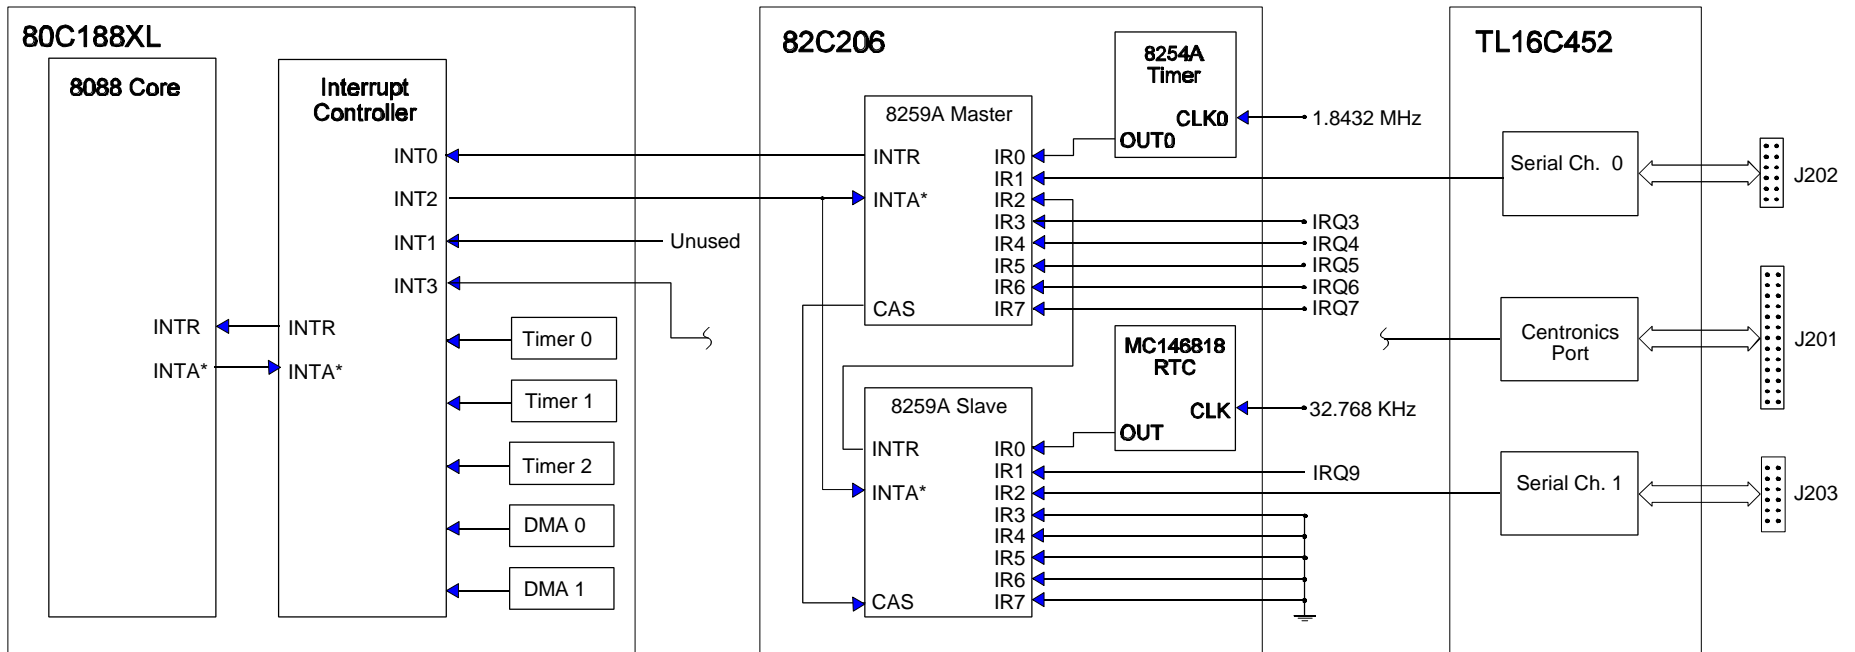 80C188XL
8088 Core
INTR
INTA*
Interrupt
Controller
INT0
INT2
INT1
INT3
INTR
INTA*
Unused
Timer 0
Timer 1
Timer 2
DMA 0
DMA 1
82C206
8259A Master
INTR
INTA*
CAS
IR0
IR1
IR2
IR3
IR4
IR5
IR6
IR7
8254A
Timer
CLK0
OUT0
1.8432 MHz
IRQ3
IRQ4
IRQ5
IRQ6
IRQ7
8259A Slave
INTR
INTA*
CAS
IR0
IR1
IR2
IR3
IR4
IR5
IR6
IR7
MC146818
RTC
CLK
OUT
32.768 KHz
IRQ9
TL16C452
Serial Ch. 0
Centronics
Port
Serial Ch. 1
J202
J201
J203